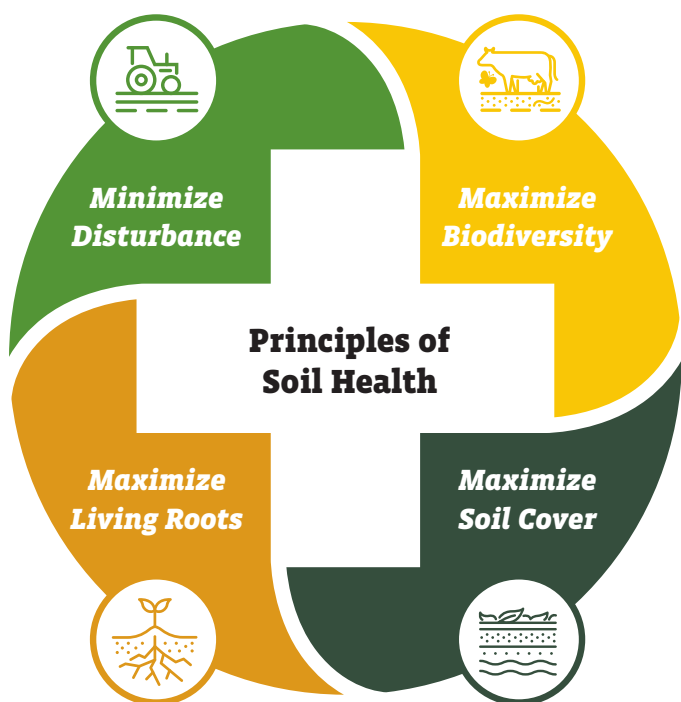 Minimize
Disturbance
Maximize
Biodiversity
Principles of
Soil Health
Maximize
Living Roots
Maximize
Soil Cover